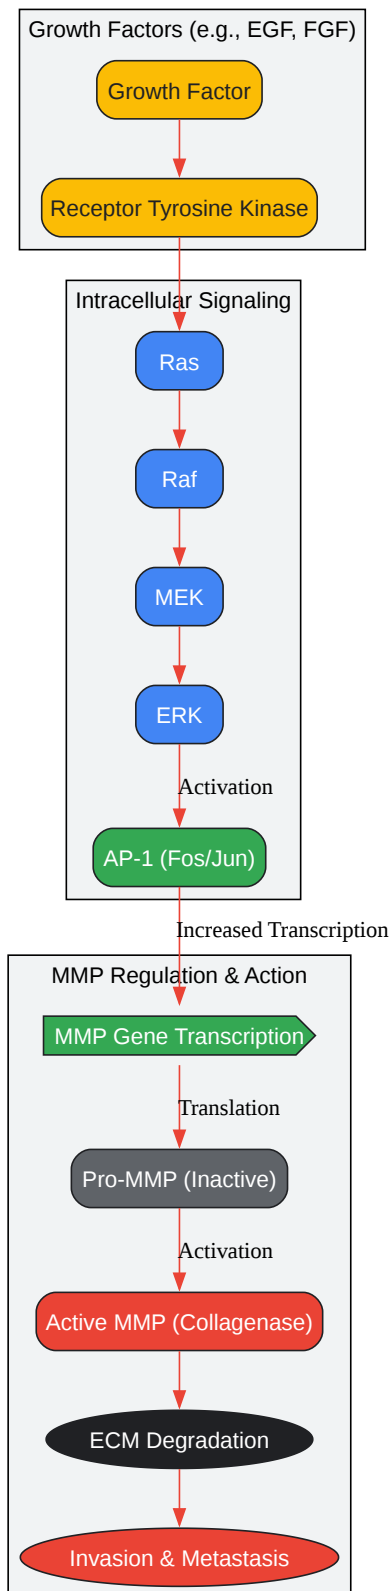 Growth Factors (e.g., EGF, FGF)
Growth Factor
Receptor Tyrosine Kinase
Intracellular Signaling
Ras
Raf
MEK
ERK
Activation
AP-1 (Fos/Jun)
Increased Transcription
MMP Regulation & Action
MMP Gene Transcription
Translation
Pro-MMP (Inactive)
Activation
Active MMP (Collagenase)
ECM Degradation
Invasion & Metastasis